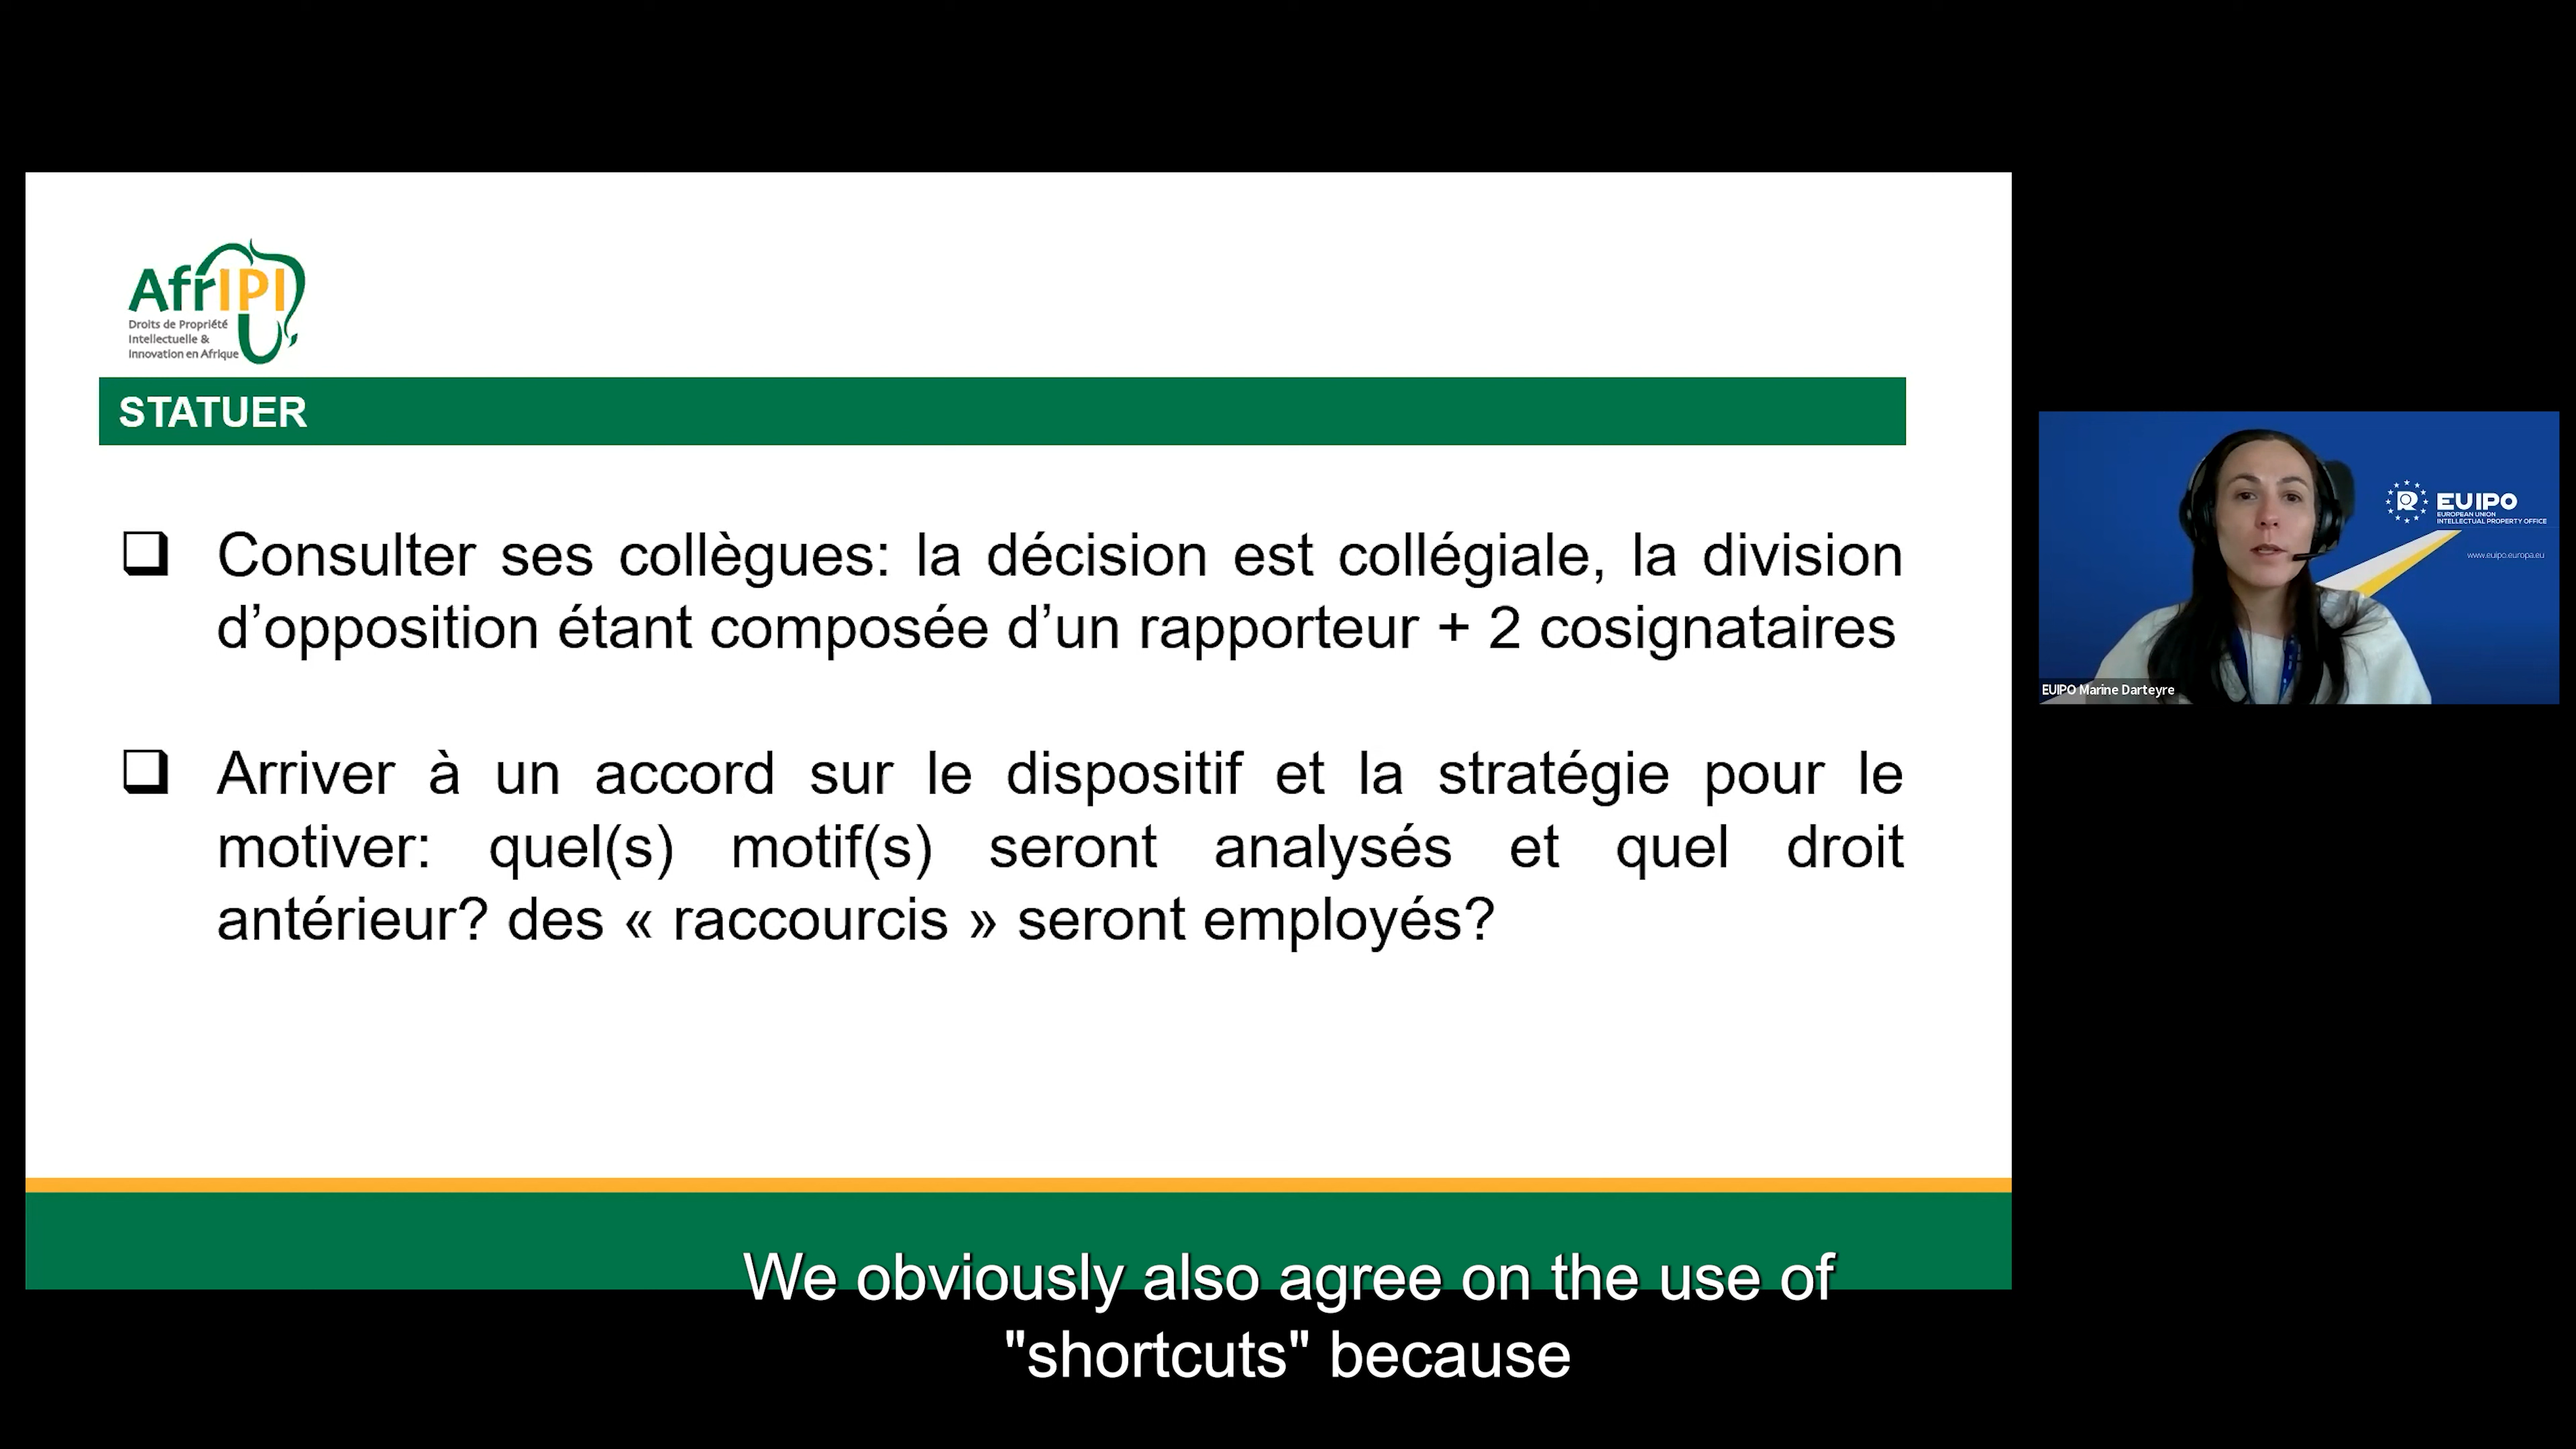 AfrIPI
Droits de Propriété
Intellectuelle &
Innovation en Afrique
STATUER
Consulter ses collègues: la décision est collégiale, la division
d’opposition étant composée d’un rapporteur + 2 cosignataires
Arriver à un accord sur le dispositif et la stratégie pour le
motiver: quel(s) motif(s) seront analysés et quel droit
antérieur? des « raccourcis » seront employés?
EUIPO
EUROPEAN UNION
INTELLECTUAL PROPERTY OFFICE
www.euipo.europa.eu
EUIPO Marine Darteyre
We obviously also agree on the use of
"shortcuts" because